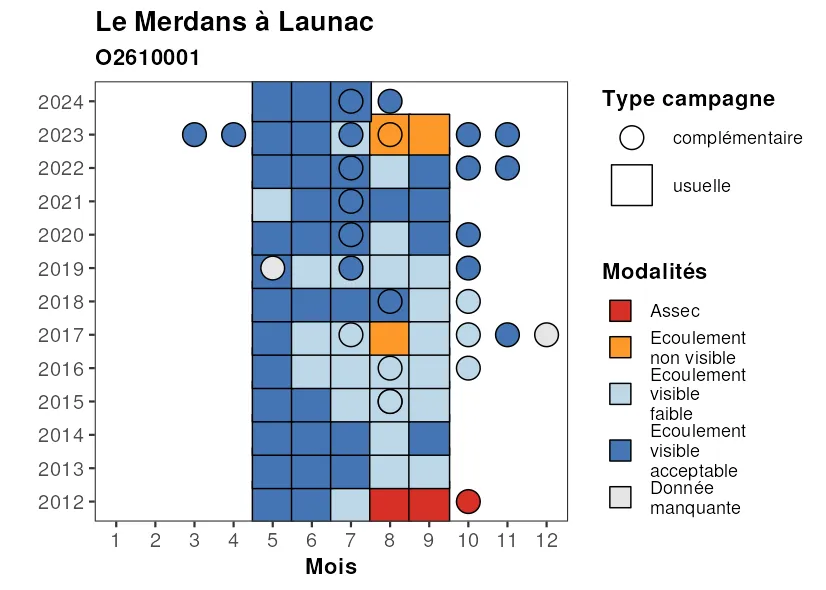 Le Merdans à Launac
O2610001
2024
2023
2022
2021
2020
2019
2018
2017
2016
2015
2014
2013
2012
1 2 3 4 5 6 7 8 9 10 11 12
Mois
Type campagne
complémentaire
usuelle
Modalités
Assec
Ecoulement
non visible
Ecoulement
visible
faible
Ecoulement
visible
acceptable
Donnée
manquante